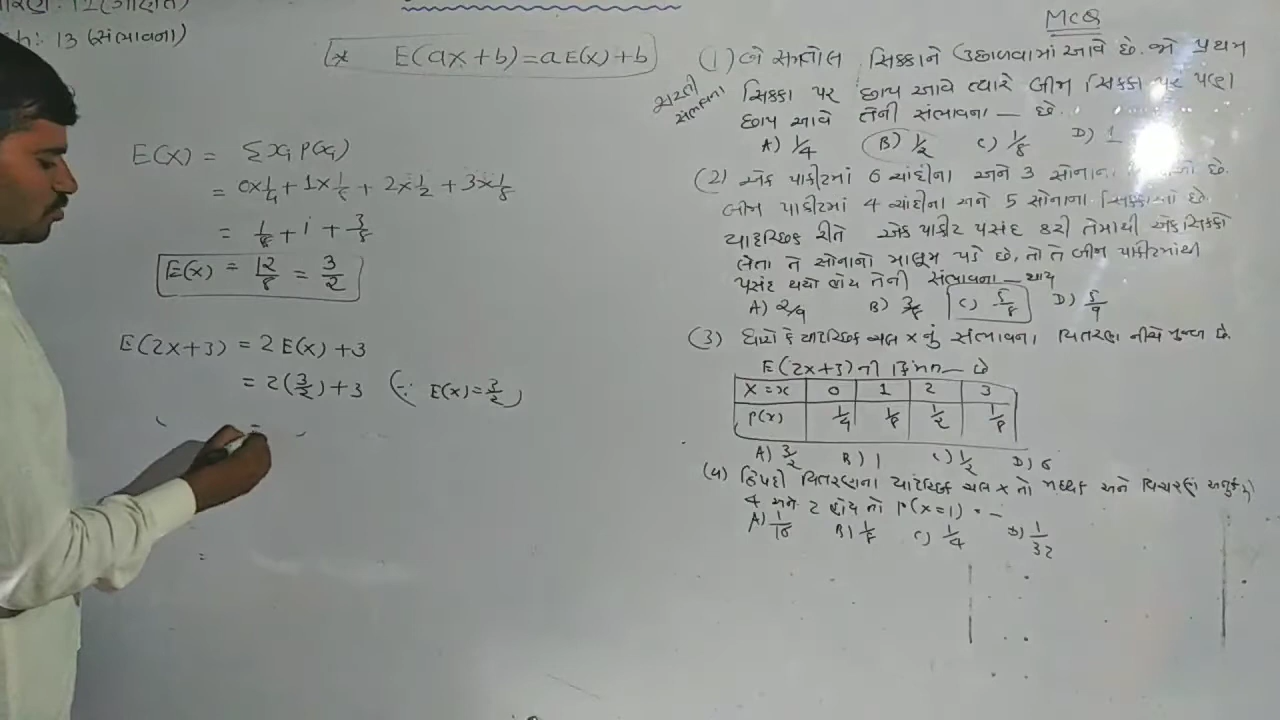 ધોરણ : 12 (ગણિત)
13 (સંભાવના)
* E(ax+b) = a E(x) + b
E(X) = Σxᵢ P(xᵢ)
= 0×1/4 + 1×1/8 + 2×1/2 + 3×1/8
= 1/8 + 1 + 3/8
E(X) = 12/8 = 3/2
E(2X+3) = 2 E(X) + 3
= 2(3/2) + 3 (∵ E(X) = 3/2)
MCQ
(1) બે સમતોલ સિક્કાને ઉછાળવામાં આવે છે. જો પ્રથમ
સિક્કા પર છાપ આવે ત્યારે બીજા સિક્કા પર પણ
છાપ આવે તેની સંભાવના — છે.
A) 1/4 (B) 1/2 C) 1/8 D) 1
(2) એક પાકીટમાં 6 ચાંદીના અને 3 સોનાના છે.
બીજા પાકીટમાં 4 ચાંદીના અને 5 સોનાના સિક્કાઓ છે.
યાદચ્છિક રીતે એક પાકીટ પસંદ કરી તેમાંથી એક સિક્કો
લેતા તે સોનાનો માલૂમ પડે છે, તો તે બીજા પાકીટમાંથી
પસંદ થયો હોય તેની સંભાવના — થાય
A) 2/9 B) 3/8 (C) 5/8 D) 5/9
(3) ધારો કે યાદચ્છિક ચલ X નું સંભાવના વિતરણ નીચે મુજબ છે.
E(2X+3) ની કિંમત — છે
X = x 0 1 2 3
P(x) 1/4 1/8 1/2 1/8
A) 3/2 B) 1 C) 1/2 D) 6
(4) દ્વિપદી વિતરણના યાદચ્છિક ચલ X નો મધ્યક અને વિચરણ અનુક્રમે
4 અને 2 હોય તો P(X=1) = —
A) 1/16 B) 1/8 C) 1/4 D) 1/32